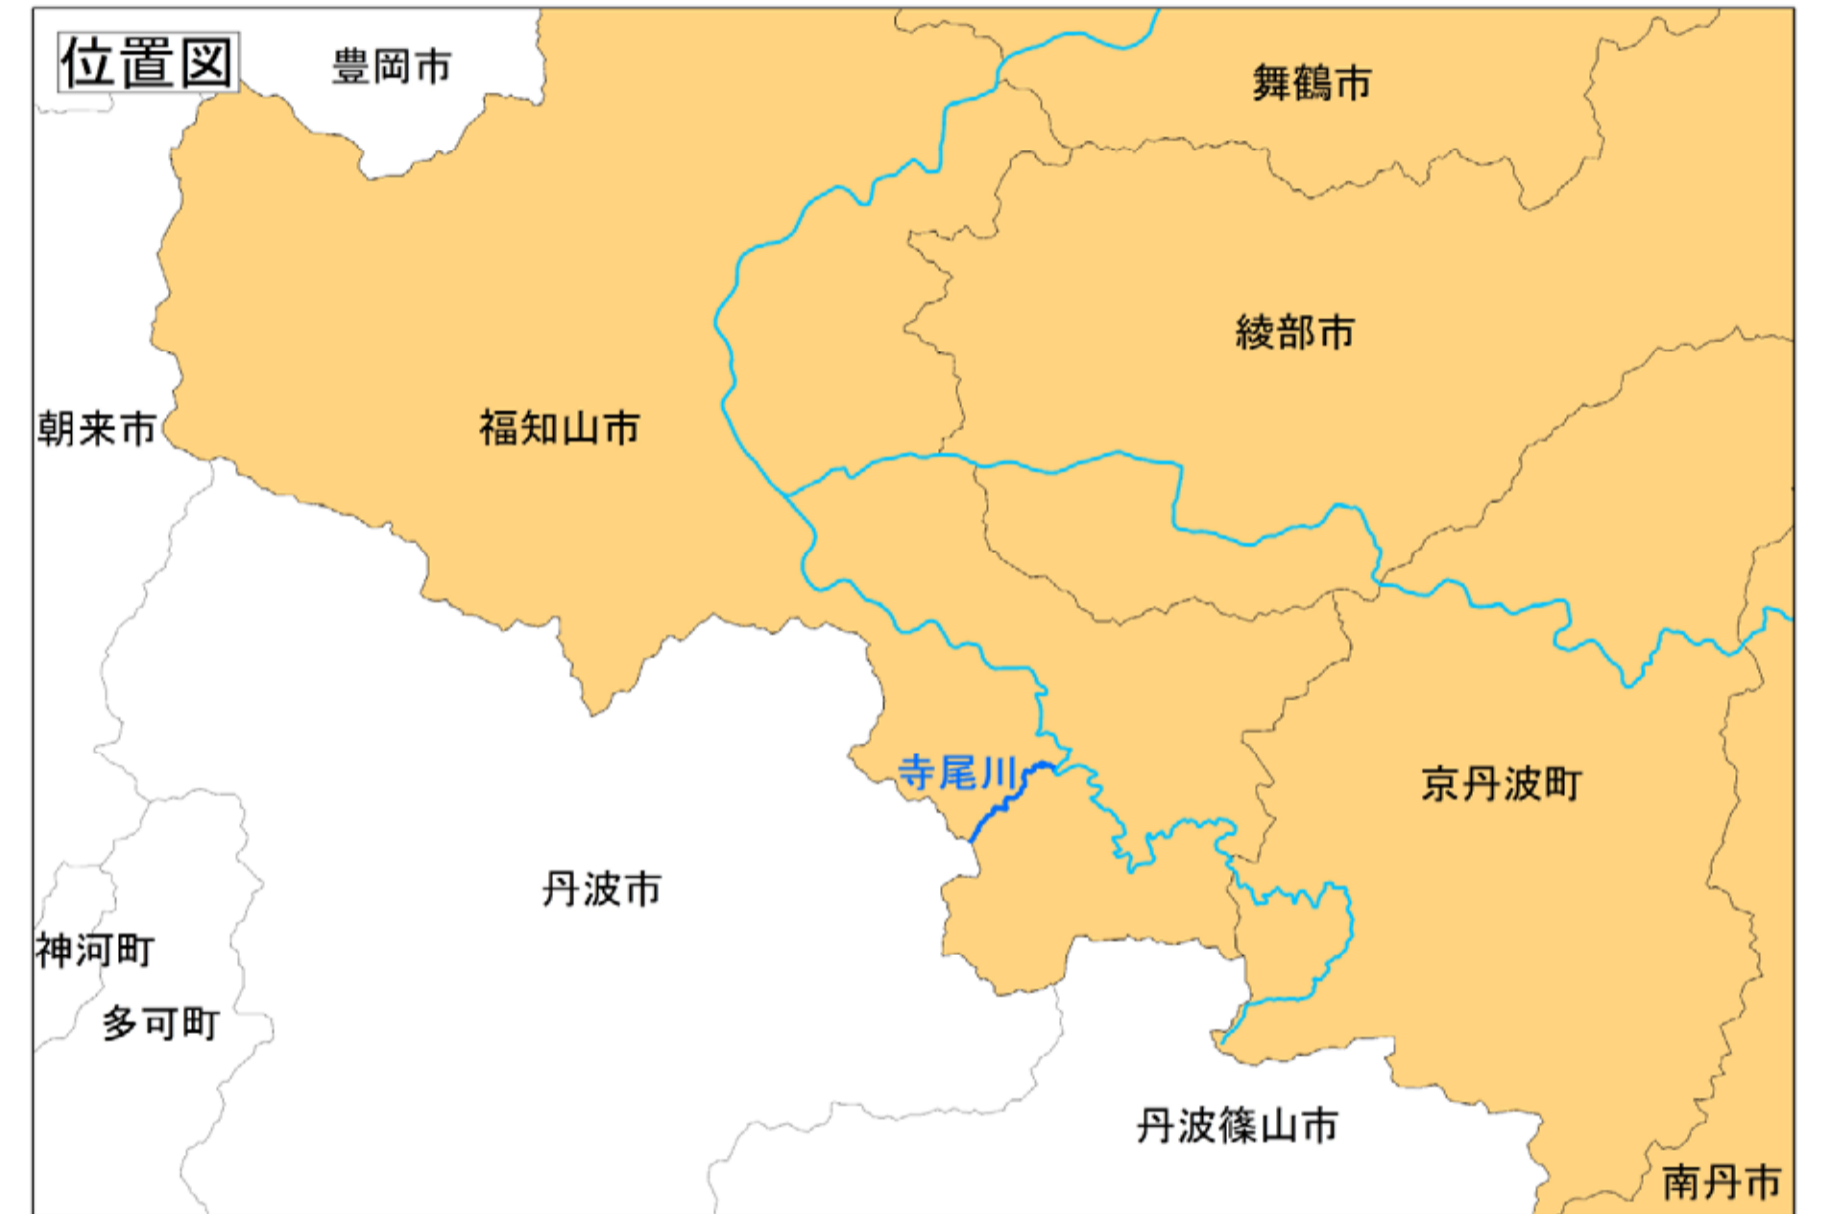 位置図
豊岡市
舞鶴市
綾部市
朝来市
福知山市
寺尾川
京丹波町
丹波市
神河町
多可町
丹波篠山市
南丹市